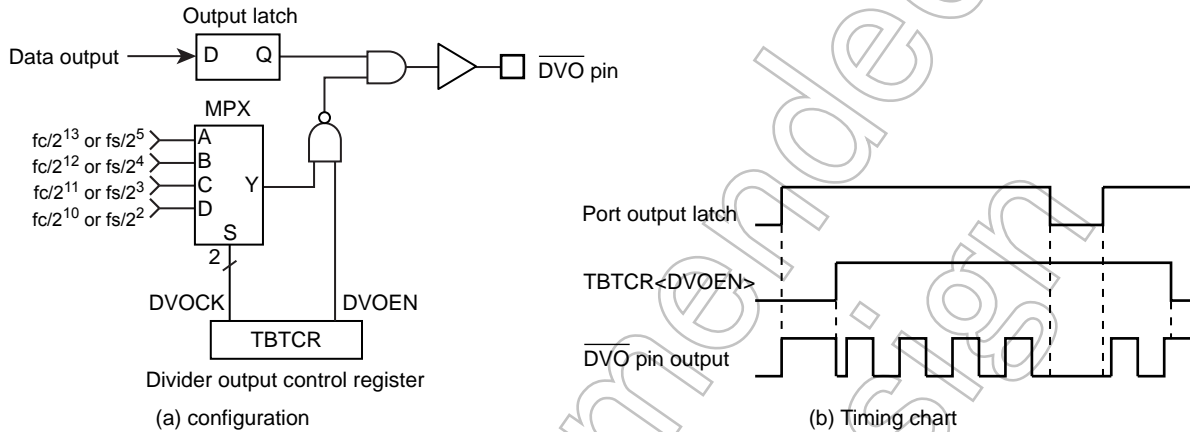 Output latch
Data output
D Q
DVO pin
MPX
fc/2^13 or fs/2^5
fc/2^12 or fs/2^4
fc/2^11 or fs/2^3
fc/2^10 or fs/2^2
A
B
C
D
Y
S
2
DVOCK
DVOEN
TBTCR
Divider output control register
(a) configuration
Port output latch
TBTCR<DVOEN>
DVO pin output
(b) Timing chart